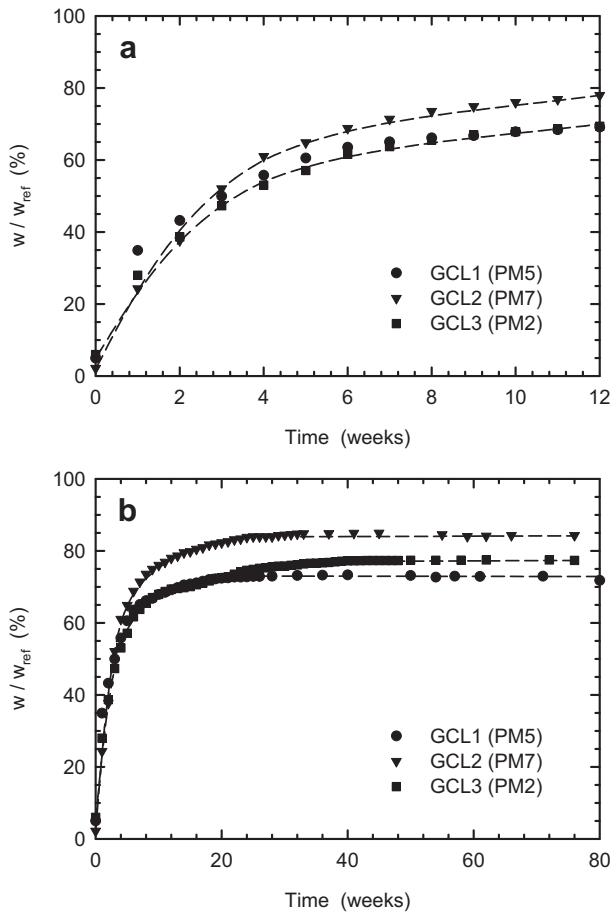 a
100
80
60
40
20
0
w / w_ref (%)
GCL1 (PM5)
GCL2 (PM7)
GCL3 (PM2)
0 2 4 6 8 10 12
Time (weeks)
b
100
80
60
40
20
0
w / w_ref (%)
GCL1 (PM5)
GCL2 (PM7)
GCL3 (PM2)
0 20 40 60 80
Time (weeks)